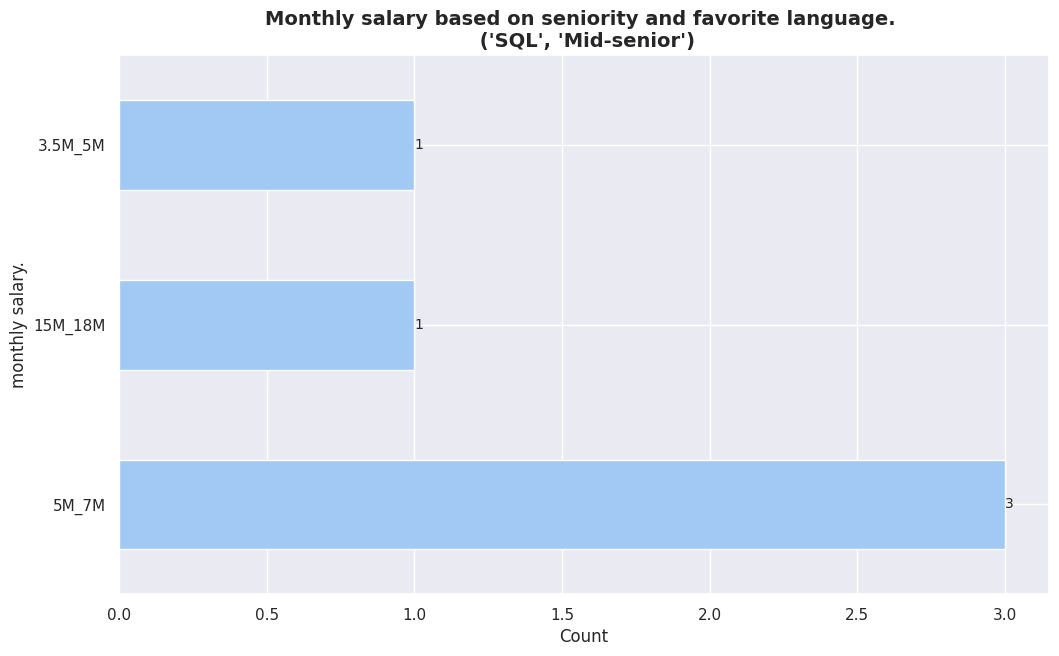 Monthly salary based on seniority and favorite language.
('SQL', 'Mid-senior')
monthly salary.
3.5M_5M
1
15M_18M
1
5M_7M
3
0.0 0.5 1.0 1.5 2.0 2.5 3.0
Count